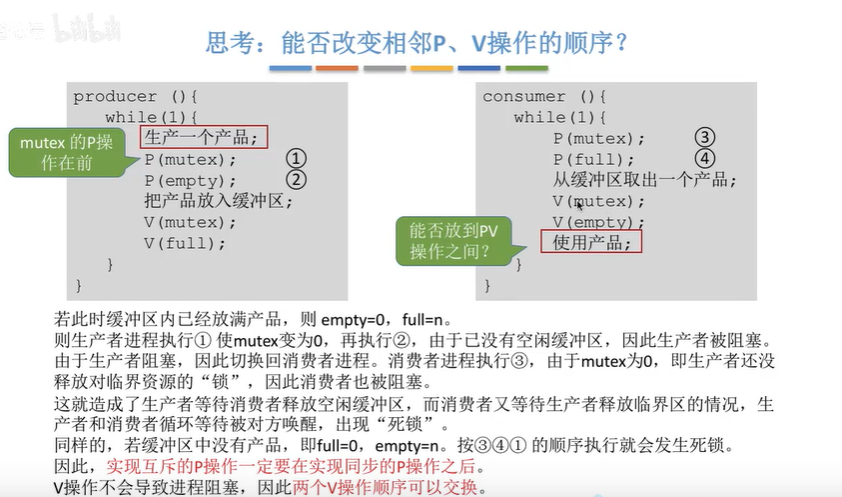 bilibili
思考：能否改变相邻P、V操作的顺序？
producer (){
while(1){
生产一个产品;
mutex 的P操
作在前
P(mutex); ①
P(empty); ②
把产品放入缓冲区;
V(mutex);
V(full);
}
}
consumer (){
while(1){
P(mutex); ③
P(full); ④
从缓冲区取出一个产品;
V(mutex);
V(empty);
能否放到PV
操作之间？
使用产品;
}
}
若此时缓冲区内已经放满产品，则 empty=0，full=n。
则生产者进程执行① 使mutex变为0，再执行②，由于已没有空闲缓冲区，因此生产者被阻塞。
由于生产者阻塞，因此切换回消费者进程。消费者进程执行③，由于mutex为0，即生产者还没
释放对临界资源的“锁”，因此消费者也被阻塞。
这就造成了生产者等待消费者释放空闲缓冲区，而消费者又等待生产者释放临界区的情况，生
产者和消费者循环等待被对方唤醒，出现“死锁”。
同样的，若缓冲区中没有产品，即full=0，empty=n。按③④① 的顺序执行就会发生死锁。
因此，实现互斥的P操作一定要在实现同步的P操作之后。
V操作不会导致进程阻塞，因此两个V操作顺序可以交换。